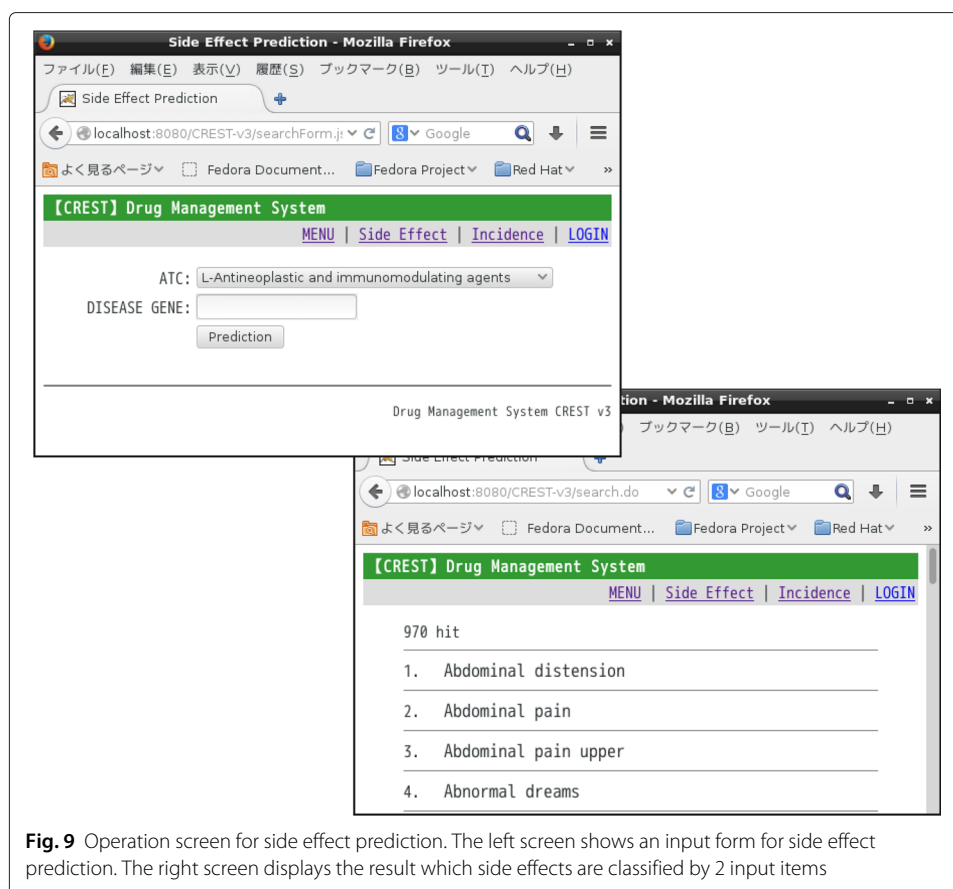 Side Effect Prediction - Mozilla Firefox
ファイル(F) 編集(E) 表示(V) 履歴(S) ブックマーク(B) ツール(T) ヘルプ(H)
Side Effect Prediction
localhost:8080/CREST-v3/searchForm.j Google
よく見るページ Fedora Document... Fedora Project Red Hat »
【CREST】Drug Management System
MENU | Side Effect | Incidence | LOGIN
ATC: L-Antineoplastic and immunomodulating agents
DISEASE GENE:
Prediction
Drug Management System CREST v3
tion - Mozilla Firefox
) ブックマーク(B) ツール(T) ヘルプ(H)
Side Effect Prediction
localhost:8080/CREST-v3/search.do Google
よく見るページ Fedora Document... Fedora Project Red Hat »
【CREST】Drug Management System
MENU | Side Effect | Incidence | LOGIN
970 hit
1. Abdominal distension
2. Abdominal pain
3. Abdominal pain upper
4. Abnormal dreams
Fig. 9 Operation screen for side effect prediction. The left screen shows an input form for side effect
prediction. The right screen displays the result which side effects are classified by 2 input items